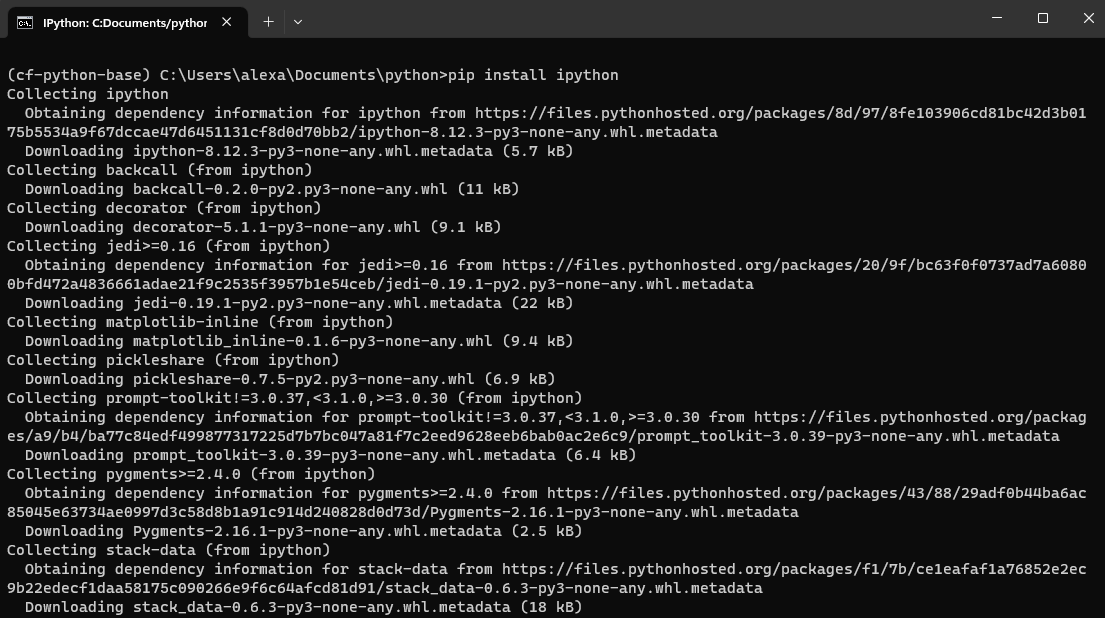 IPython: C:Documents/python
(cf-python-base) C:\Users\alexa\Documents\python>pip install ipython
Collecting ipython
  Obtaining dependency information for ipython from https://files.pythonhosted.org/packages/8d/97/8fe103906cd81bc42d3b01
75b5534a9f67dccae47d6451131cf8d0d70bb2/ipython-8.12.3-py3-none-any.whl.metadata
  Downloading ipython-8.12.3-py3-none-any.whl.metadata (5.7 kB)
Collecting backcall (from ipython)
  Downloading backcall-0.2.0-py2.py3-none-any.whl (11 kB)
Collecting decorator (from ipython)
  Downloading decorator-5.1.1-py3-none-any.whl (9.1 kB)
Collecting jedi>=0.16 (from ipython)
  Obtaining dependency information for jedi>=0.16 from https://files.pythonhosted.org/packages/20/9f/bc63f0f0737ad7a6080
0bfd472a4836661adae21f9c2535f3957b1e54ceb/jedi-0.19.1-py2.py3-none-any.whl.metadata
  Downloading jedi-0.19.1-py2.py3-none-any.whl.metadata (22 kB)
Collecting matplotlib-inline (from ipython)
  Downloading matplotlib_inline-0.1.6-py3-none-any.whl (9.4 kB)
Collecting pickleshare (from ipython)
  Downloading pickleshare-0.7.5-py2.py3-none-any.whl (6.9 kB)
Collecting prompt-toolkit!=3.0.37,<3.1.0,>=3.0.30 (from ipython)
  Obtaining dependency information for prompt-toolkit!=3.0.37,<3.1.0,>=3.0.30 from https://files.pythonhosted.org/packag
es/a9/b4/ba77c84edf499877317225d7b7bc047a81f7c2eed9628eeb6bab0ac2e6c9/prompt_toolkit-3.0.39-py3-none-any.whl.metadata
  Downloading prompt_toolkit-3.0.39-py3-none-any.whl.metadata (6.4 kB)
Collecting pygments>=2.4.0 (from ipython)
  Obtaining dependency information for pygments>=2.4.0 from https://files.pythonhosted.org/packages/43/88/29adf0b44ba6ac
85045e63734ae0997d3c58d8b1a91c914d240828d0d73d/Pygments-2.16.1-py3-none-any.whl.metadata
  Downloading Pygments-2.16.1-py3-none-any.whl.metadata (2.5 kB)
Collecting stack-data (from ipython)
  Obtaining dependency information for stack-data from https://files.pythonhosted.org/packages/f1/7b/ce1eafaf1a76852e2ec
9b22edecf1daa58175c090266e9f6c64afcd81d91/stack_data-0.6.3-py3-none-any.whl.metadata
  Downloading stack_data-0.6.3-py3-none-any.whl.metadata (18 kB)